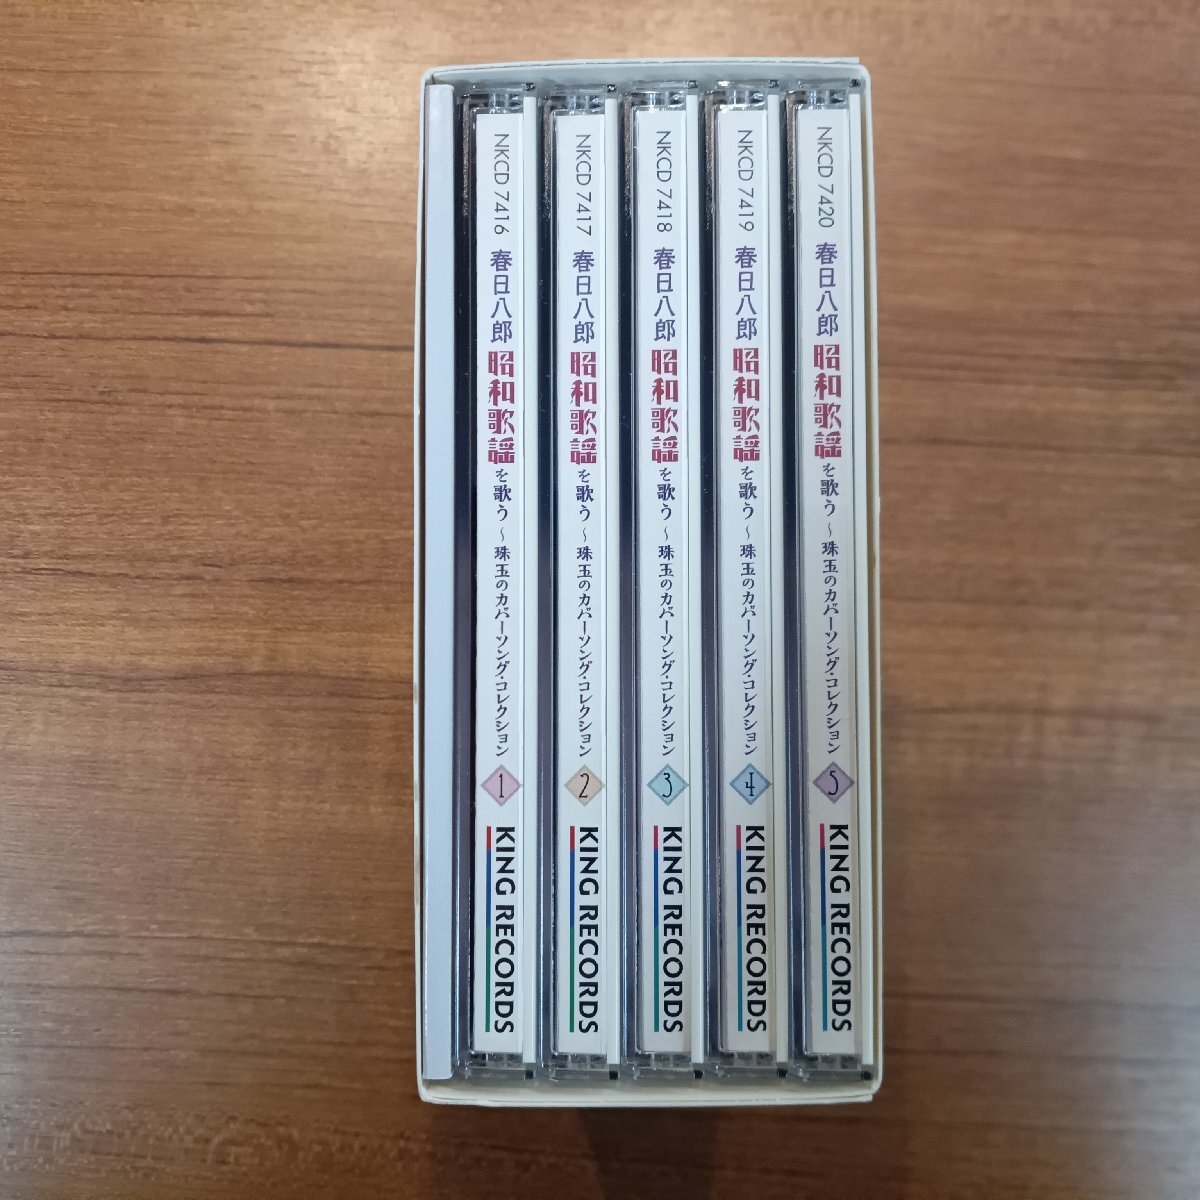 NKCD 7416 春日八郎 昭和歌謡を歌う～珠玉のカバーソング・コレクション 1 KING RECORDS
NKCD 7417 春日八郎 昭和歌謡を歌う～珠玉のカバーソング・コレクション 2 KING RECORDS
NKCD 7418 春日八郎 昭和歌謡を歌う～珠玉のカバーソング・コレクション 3 KING RECORDS
NKCD 7419 春日八郎 昭和歌謡を歌う～珠玉のカバーソング・コレクション 4 KING RECORDS
NKCD 7420 春日八郎 昭和歌謡を歌う～珠玉のカバーソング・コレクション 5 KING RECORDS